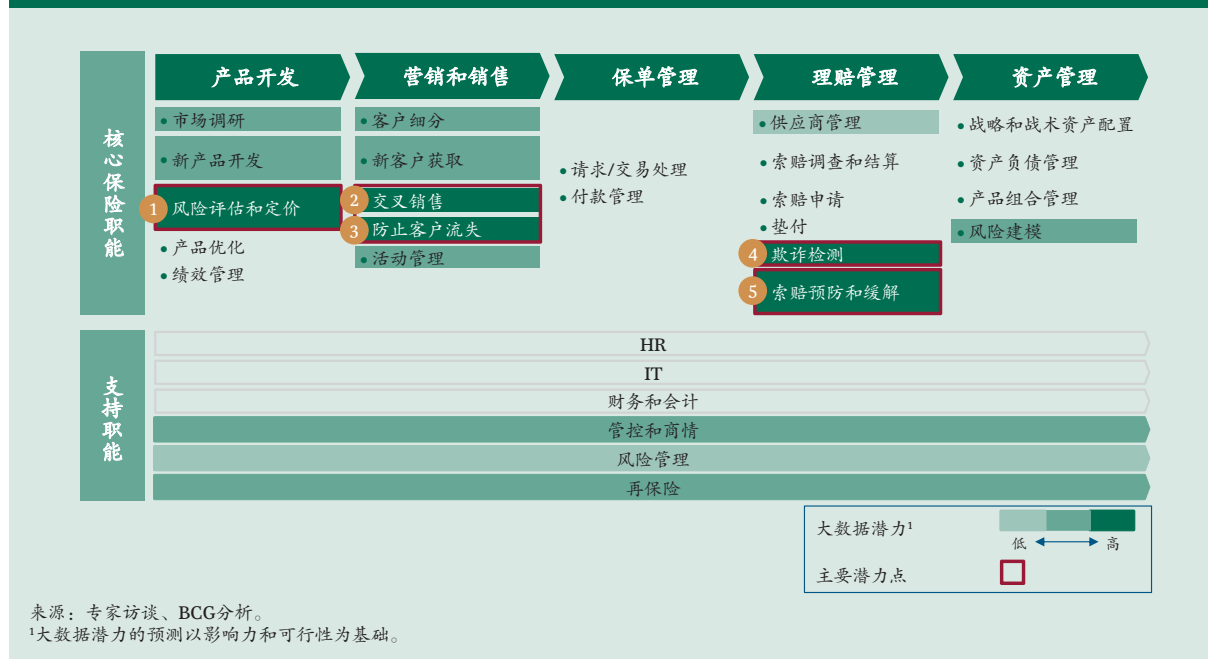 核心保险职能
产品开发
• 市场调研
• 新产品开发
1 风险评估和定价
• 产品优化
• 绩效管理
营销和销售
• 客户细分
• 新客户获取
2 交叉销售
3 防止客户流失
• 活动管理
保单管理
• 请求/交易处理
• 付款管理
理赔管理
• 供应商管理
• 索赔调查和结算
• 索赔申请
• 垫付
4 欺诈检测
5 索赔预防和缓解
资产管理
• 战略和战术资产配置
• 资产负债管理
• 产品组合管理
• 风险建模
支持职能
HR
IT
财务和会计
管控和商情
风险管理
再保险
大数据潜力¹
低 高
主要潜力点
来源：专家访谈、BCG分析。
¹大数据潜力的预测以影响力和可行性为基础。